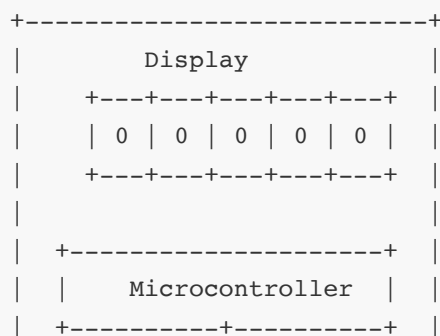 +---------------------------+
|        Display            |
|    +---+---+---+---+---+  |
|    | 0 | 0 | 0 | 0 | 0 |  |
|    +---+---+---+---+---+  |
|                           |
|  +---------------------+  |
|  |    Microcontroller  |  |
|  +----------+----------+  |